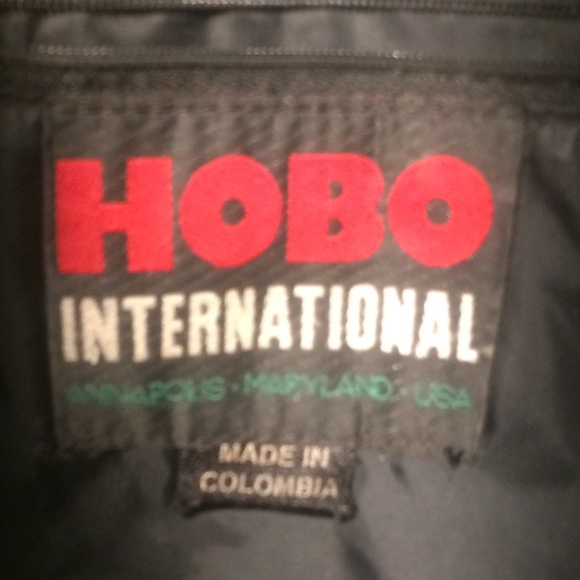 HOBO
INTERNATIONAL
ANNAPOLIS · MARYLAND · USA
MADE IN
COLOMBIA